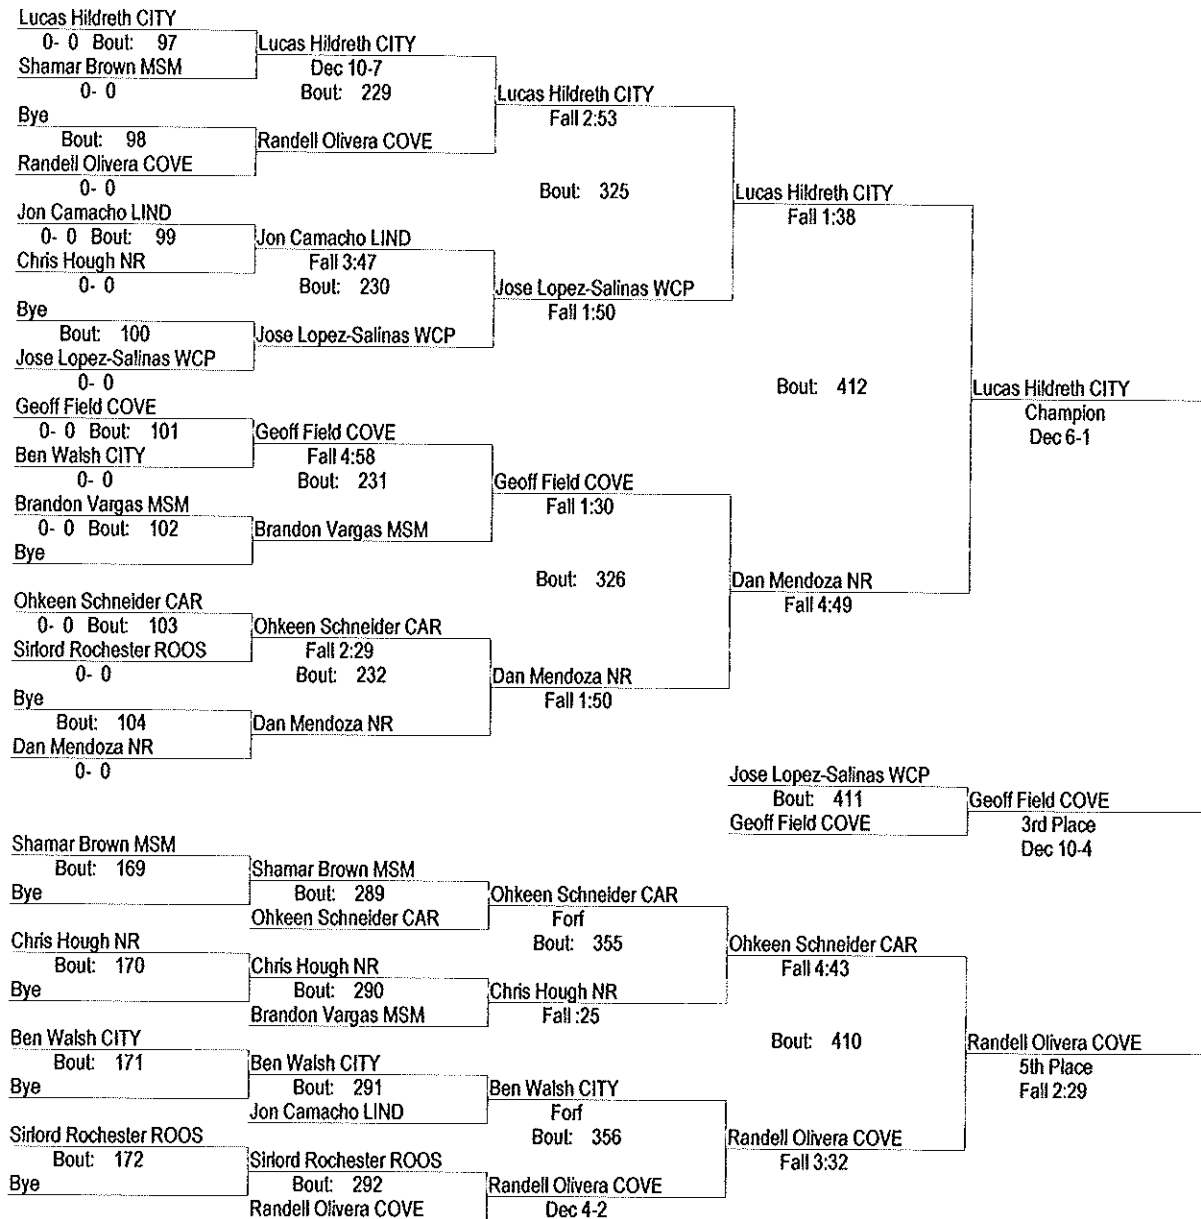 Lucas Hildreth CITY
0- 0 Bout: 97
Shamar Brown MSM
0- 0
Bye
Bout: 98
Randell Olivera COVE
0- 0
Jon Camacho LIND
0- 0 Bout: 99
Chris Hough NR
0- 0
Bye
Bout: 100
Jose Lopez-Salinas WCP
0- 0
Geoff Field COVE
0- 0 Bout: 101
Ben Walsh CITY
0- 0
Brandon Vargas MSM
0- 0 Bout: 102
Bye
Ohkeen Schneider CAR
0- 0 Bout: 103
Sirlord Rochester ROOS
0- 0
Bye
Bout: 104
Dan Mendoza NR
0- 0
Lucas Hildreth CITY
Dec 10-7
Bout: 229
Randell Olivera COVE
Jon Camacho LIND
Fall 3:47
Bout: 230
Jose Lopez-Salinas WCP
Geoff Field COVE
Fall 4:58
Bout: 231
Brandon Vargas MSM
Ohkeen Schneider CAR
Fall 2:29
Bout: 232
Dan Mendoza NR
Lucas Hildreth CITY
Fall 2:53
Bout: 325
Jose Lopez-Salinas WCP
Fall 1:50
Geoff Field COVE
Fall 1:30
Bout: 326
Dan Mendoza NR
Fall 1:50
Lucas Hildreth CITY
Fall 1:38
Bout: 412
Dan Mendoza NR
Fall 4:49
Lucas Hildreth CITY
Champion
Dec 6-1
Jose Lopez-Salinas WCP
Bout: 411
Geoff Field COVE
Geoff Field COVE
3rd Place
Dec 10-4
Shamar Brown MSM
Bout: 169
Bye
Chris Hough NR
Bout: 170
Bye
Ben Walsh CITY
Bout: 171
Bye
Sirlord Rochester ROOS
Bout: 172
Bye
Shamar Brown MSM
Bout: 289
Ohkeen Schneider CAR
Chris Hough NR
Bout: 290
Brandon Vargas MSM
Ben Walsh CITY
Bout: 291
Jon Camacho LIND
Sirlord Rochester ROOS
Bout: 292
Randell Olivera COVE
Ohkeen Schneider CAR
Forf
Bout: 355
Chris Hough NR
Fall :25
Ben Walsh CITY
Forf
Bout: 356
Randell Olivera COVE
Dec 4-2
Ohkeen Schneider CAR
Fall 4:43
Bout: 410
Randell Olivera COVE
Fall 3:32
Randell Olivera COVE
5th Place
Fall 2:29